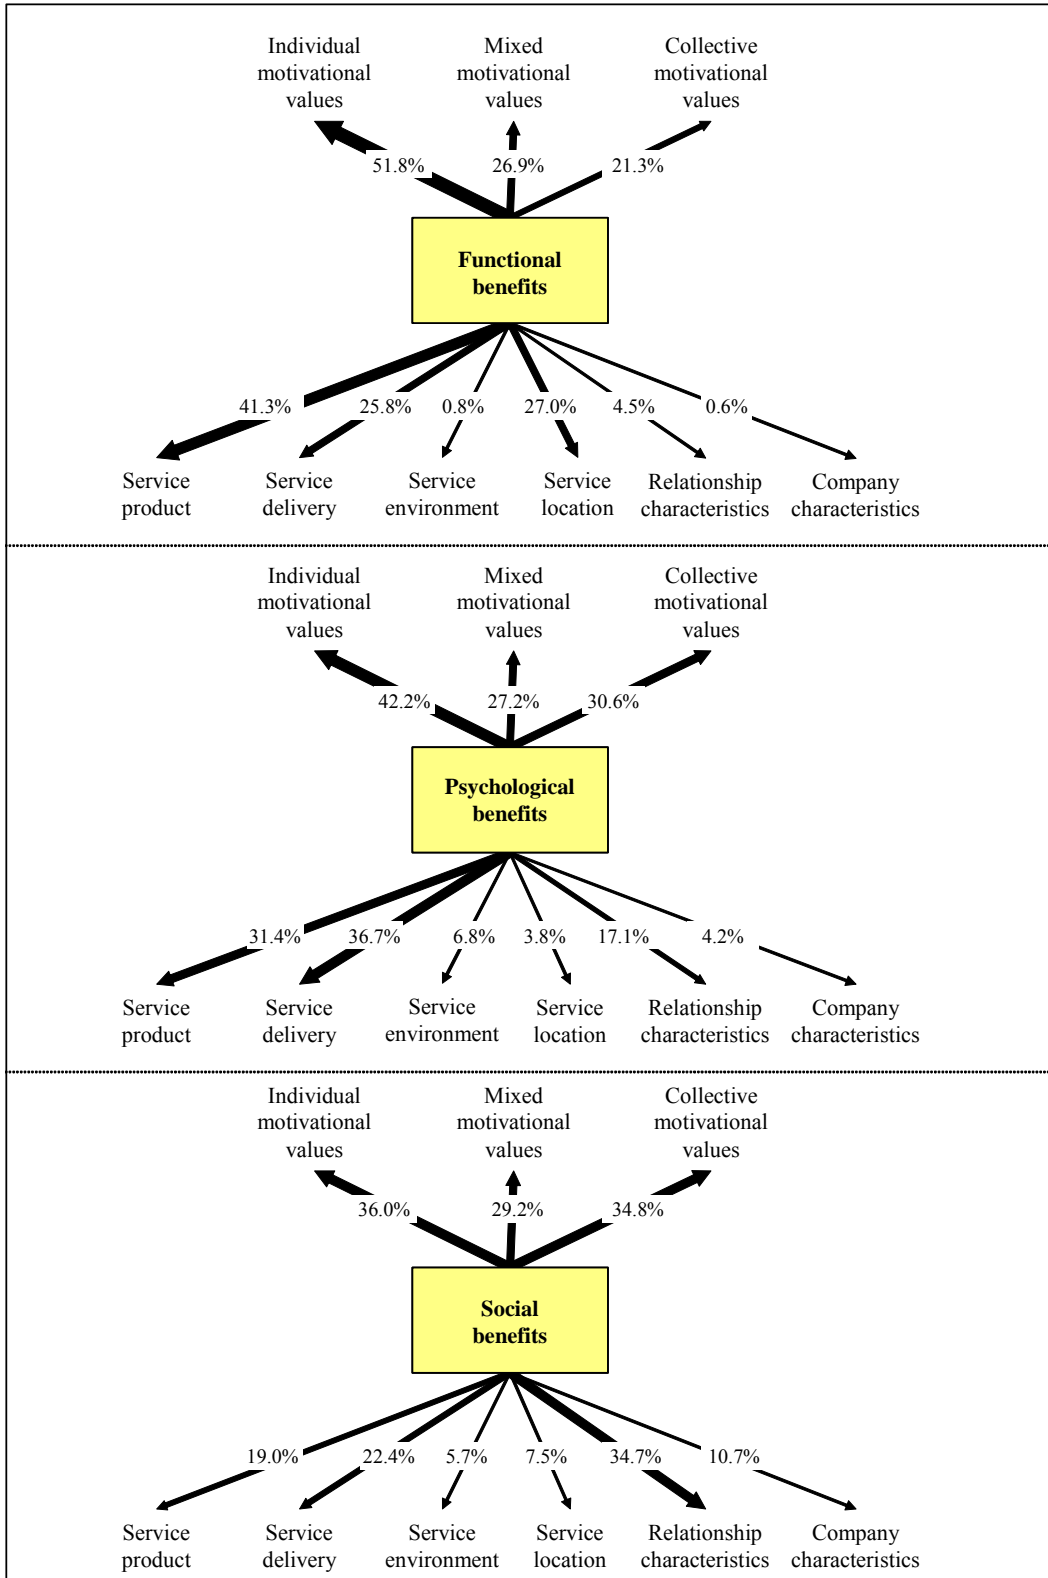 Individual
motivational
values
Mixed
motivational
values
Collective
motivational
values
51.8%
26.9%
21.3%
Functional
benefits
41.3%
25.8%
0.8%
27.0%
4.5%
0.6%
Service
product
Service
delivery
Service
environment
Service
location
Relationship
characteristics
Company
characteristics
Individual
motivational
values
Mixed
motivational
values
Collective
motivational
values
42.2%
27.2%
30.6%
Psychological
benefits
31.4%
36.7%
6.8%
3.8%
17.1%
4.2%
Service
product
Service
delivery
Service
environment
Service
location
Relationship
characteristics
Company
characteristics
Individual
motivational
values
Mixed
motivational
values
Collective
motivational
values
36.0%
29.2%
34.8%
Social
benefits
19.0%
22.4%
5.7%
7.5%
34.7%
10.7%
Service
product
Service
delivery
Service
environment
Service
location
Relationship
characteristics
Company
characteristics